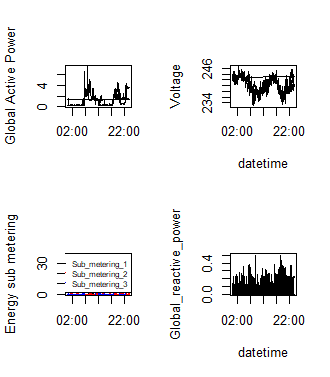 Global Active Power
0 4
02:00 22:00
Voltage
234 246
02:00 22:00
datetime
Energy sub metering
0 30
Sub_metering_1
Sub_metering_2
Sub_metering_3
02:00 22:00
Global_reactive_power
0.0 0.4
02:00 22:00
datetime